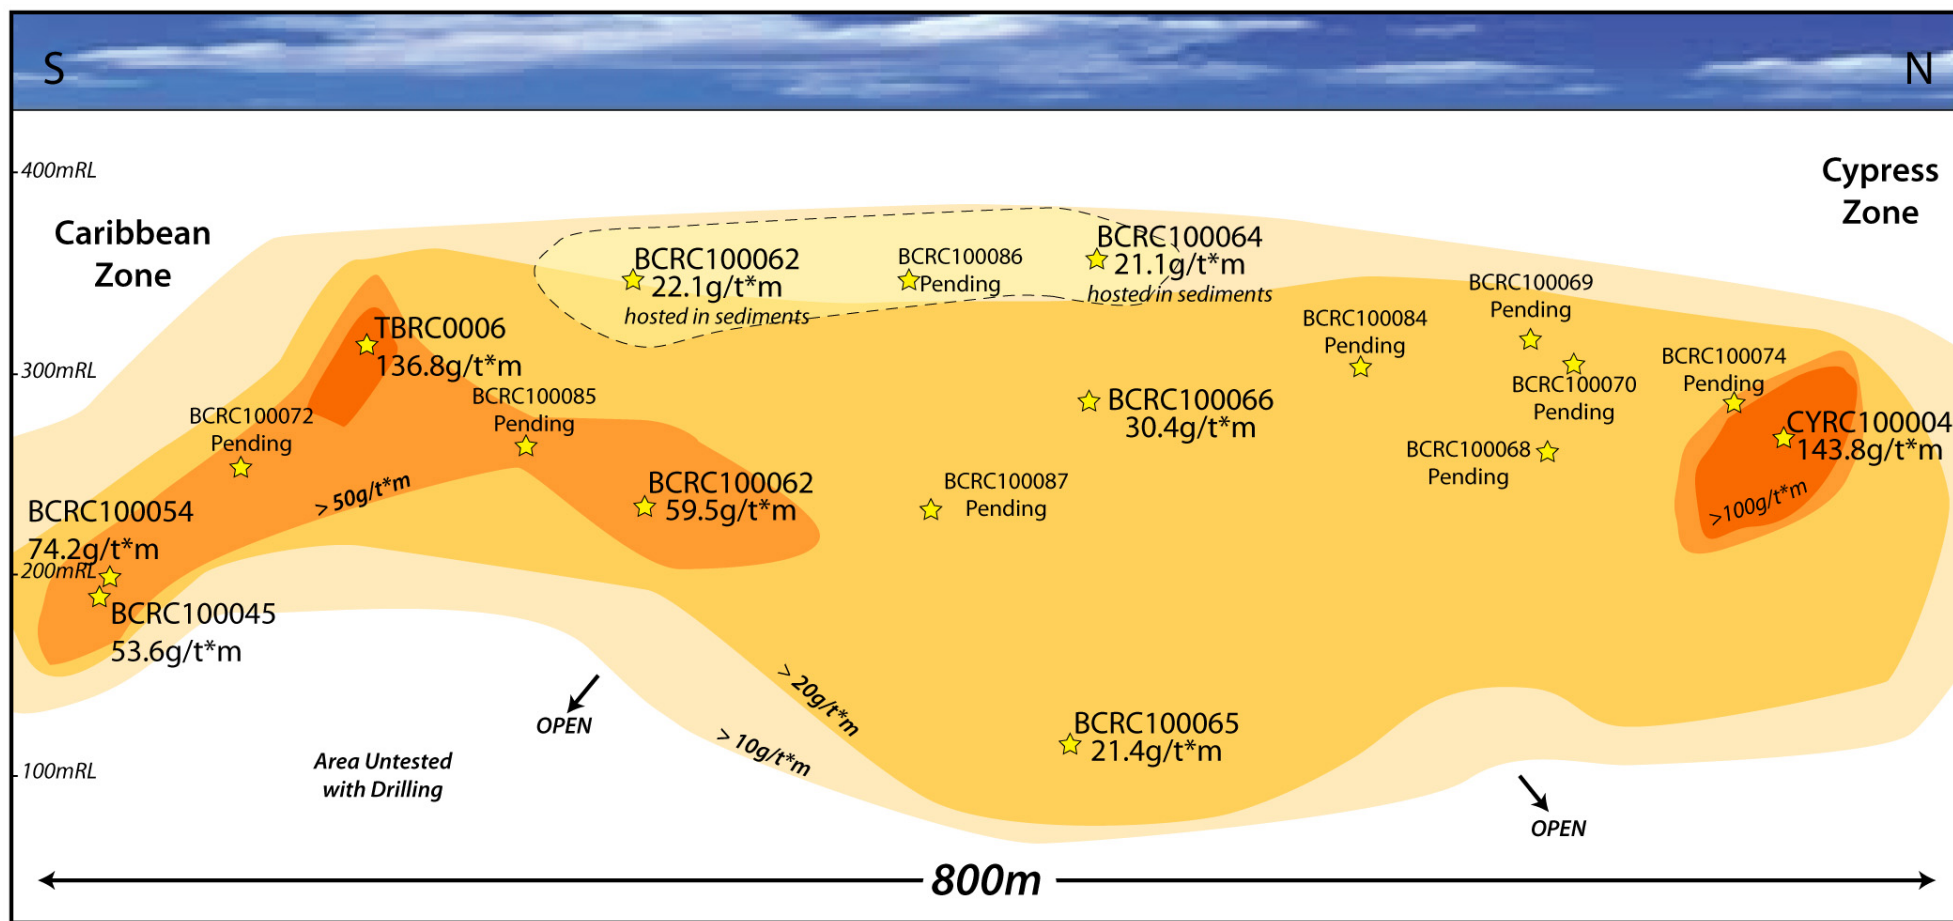 S
N
400mRL
Cypress
Zone
Caribbean
Zone
BCRC100062
22.1g/t*m
hosted in sediments
BCRC100086
Pending
BCRC100064
21.1g/t*m
hosted in sediments
BCRC100069
Pending
BCRC100084
Pending
TBRC0006
136.8g/t*m
300mRL
BCRC100070
Pending
BCRC100074
Pending
BCRC100085
Pending
BCRC100072
Pending
BCRC100066
30.4g/t*m
CYRC100004
143.8g/t*m
BCRC100068
Pending
> 50g/t*m
BCRC100062
59.5g/t*m
BCRC100087
Pending
>100g/t*m
BCRC100054
74.2g/t*m
200mRL
BCRC100045
53.6g/t*m
> 20g/t*m
OPEN
> 10g/t*m
BCRC100065
21.4g/t*m
Area Untested
with Drilling
100mRL
OPEN
800m